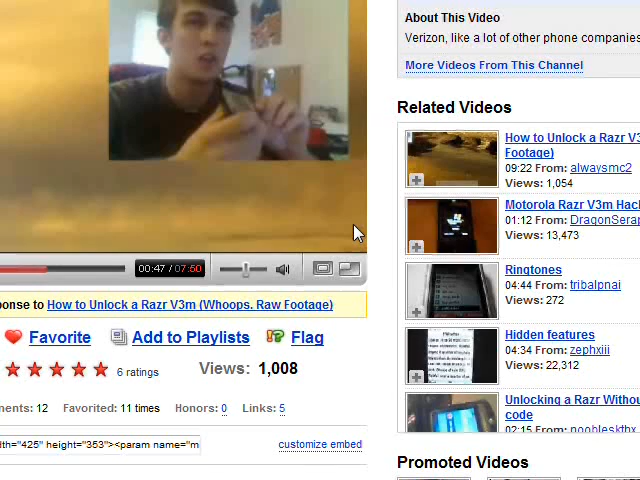 About This Video
Verizon, like a lot of other phone companies
More Videos From This Channel
Related Videos
How to Unlock a Razr V3
Footage)
09:22 From: alwaysmc2
Views: 1,054
Motorola Razr V3m Hac
01:12 From: DragonSerap
Views: 13,473
Ringtones
04:44 From: tribalpnai
Views: 272
Hidden features
04:34 From: zephxiii
Views: 22,312
Unlocking a Razr Withou
code
02:15 From: noobleskthx
Promoted Videos
00:47 / 07:50
onse to How to Unlock a Razr V3m (Whoops. Raw Footage)
Favorite Add to Playlists Flag
6 ratings Views: 1,008
ments: 12 Favorited: 11 times Honors: 0 Links: 5
dth="425" height="353"><param name="m
customize embed